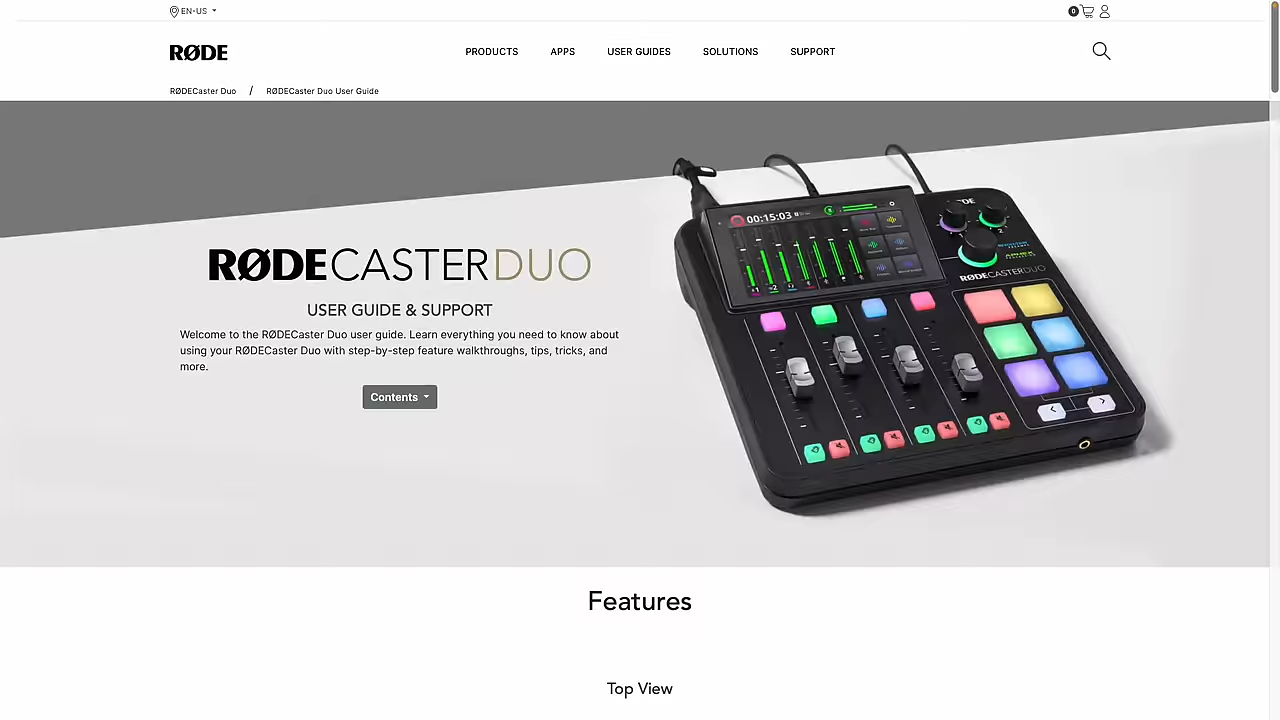 EN-US
0
RØDE
PRODUCTS
APPS
USER GUIDES
SOLUTIONS
SUPPORT
RØDECaster Duo / RØDECaster Duo User Guide
00:15:03
RØDECASTERDUO
RØDECASTERDUO
USER GUIDE & SUPPORT
Welcome to the RØDECaster Duo user guide. Learn everything you need to know about
using your RØDECaster Duo with step-by-step feature walkthroughs, tips, tricks, and
more.
Contents
Features
Top View